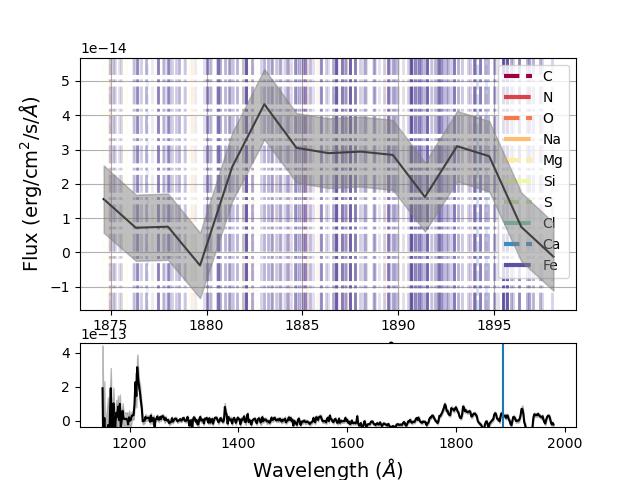 1e−14
5
4
3
2
1
0
−1
Flux (erg/cm²/s/Å)
C
N
O
Na
Mg
Si
S
Cl
Ca
Fe
1875
1880
1885
1890
1895
1e−13
4
2
0
1200
1400
1600
1800
2000
Wavelength (Å)